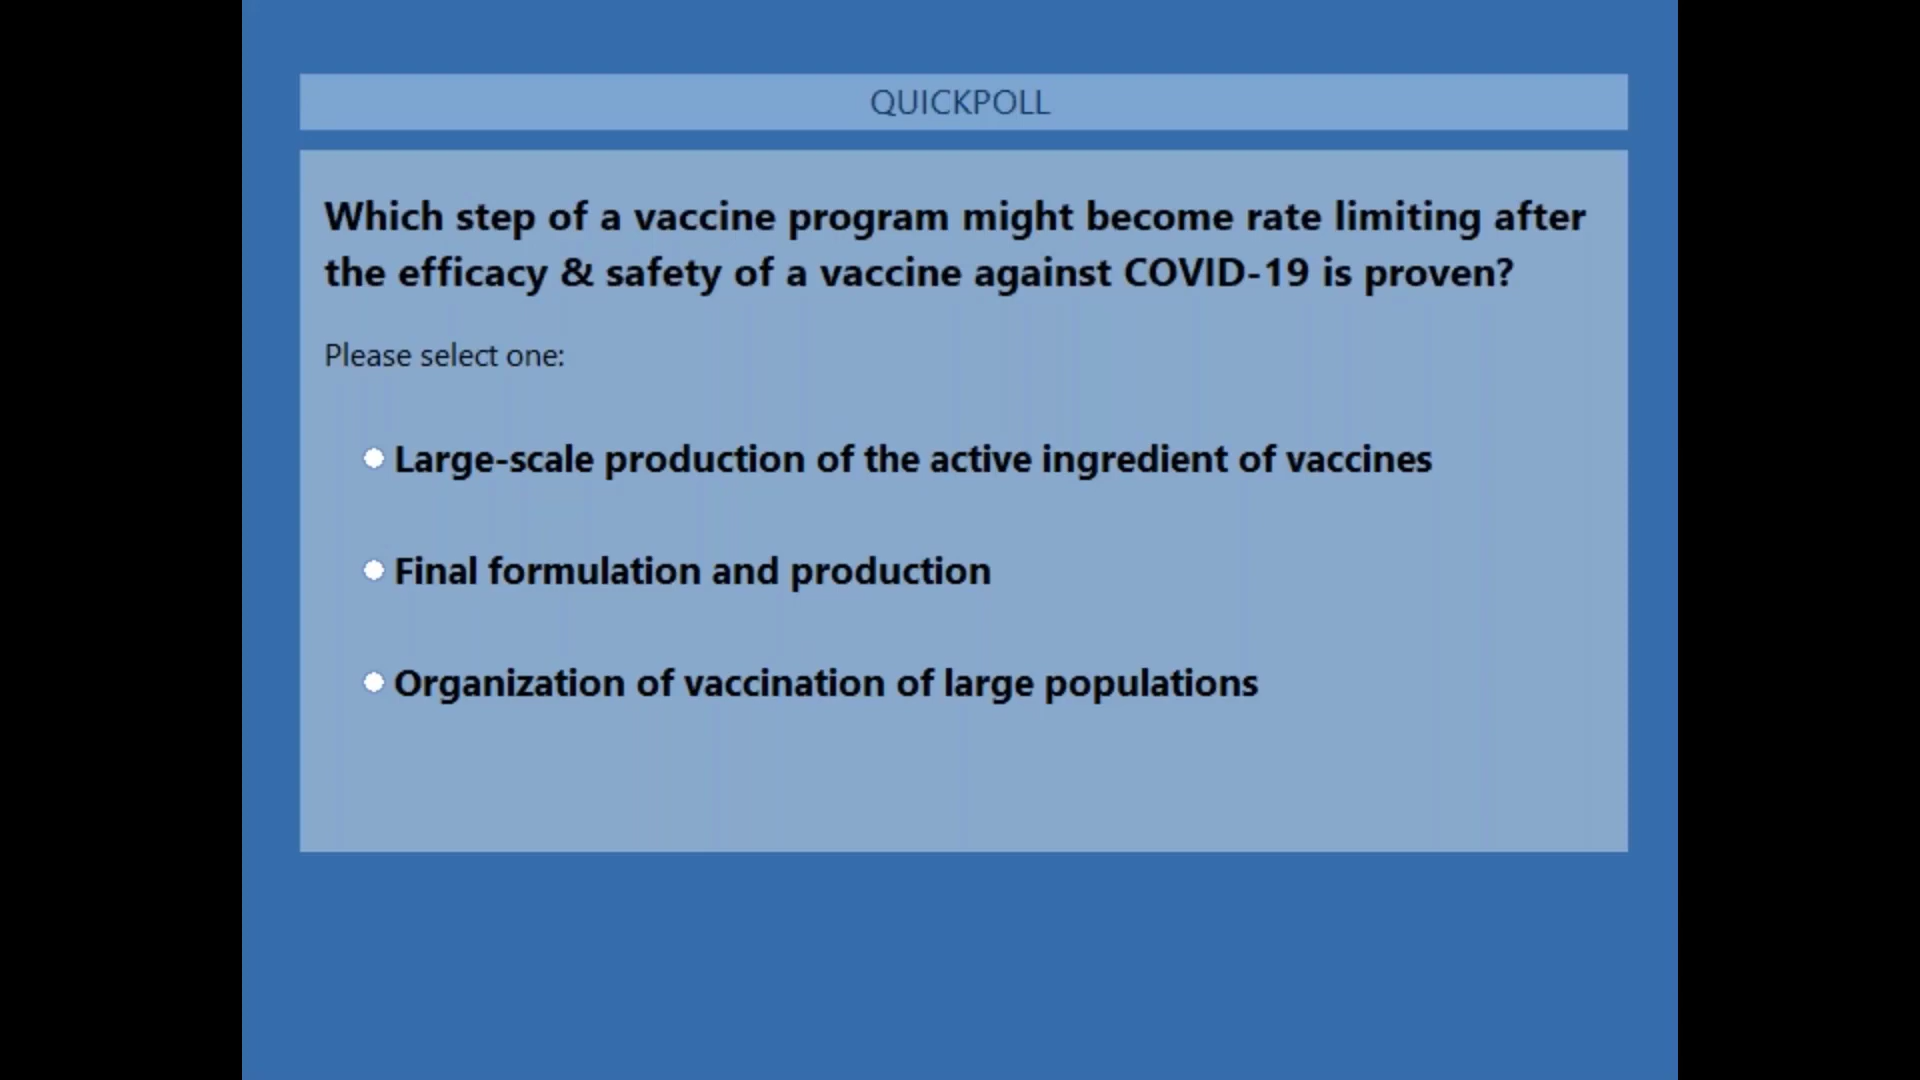 QUICKPOLL
Which step of a vaccine program might become rate limiting after
the efficacy & safety of a vaccine against COVID-19 is proven?
Please select one:
Large-scale production of the active ingredient of vaccines
Final formulation and production
Organization of vaccination of large populations